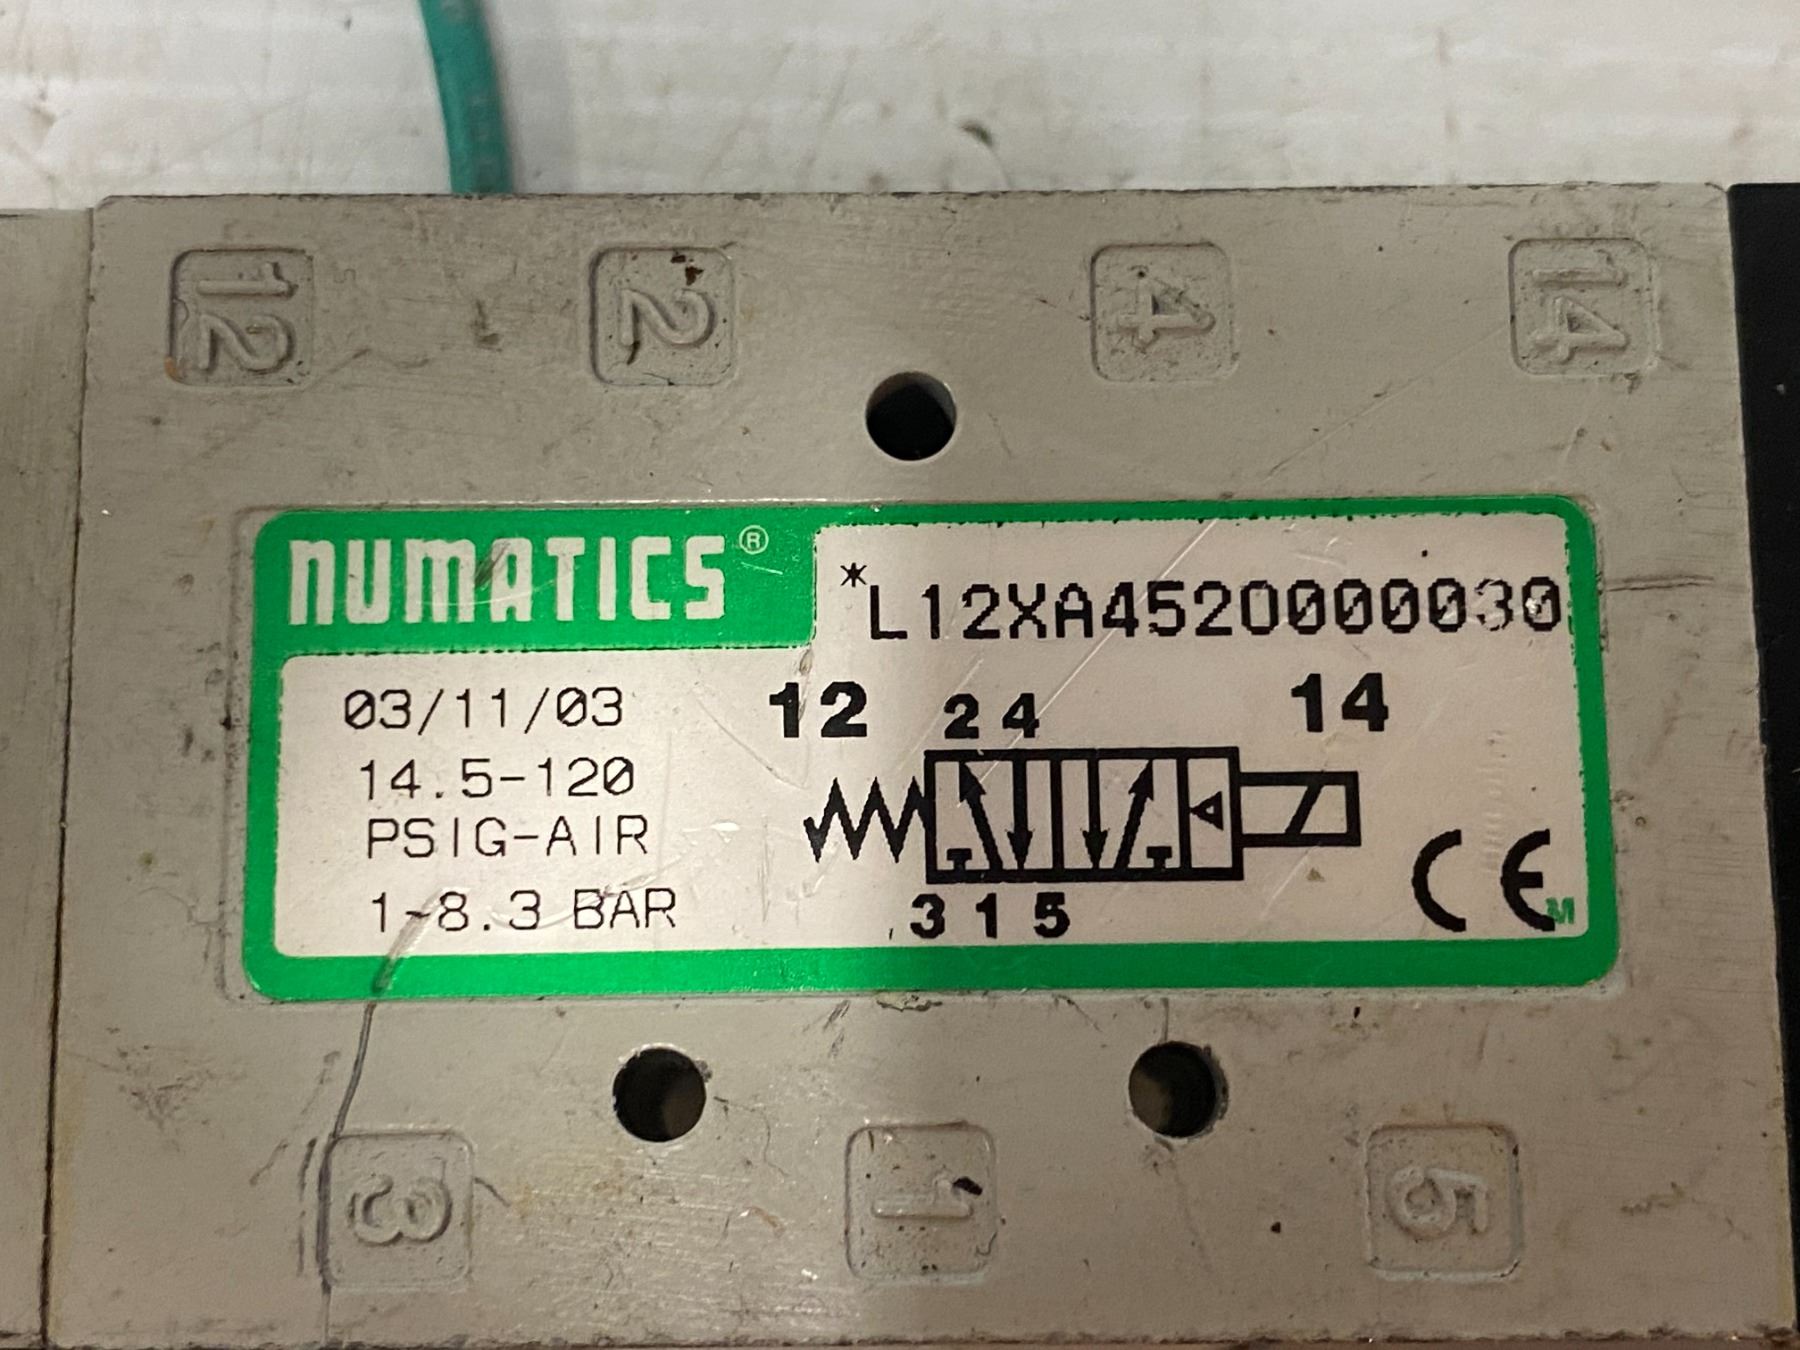 12 2 4 14
NUMATICS®
*L12XA4520000030
03/11/03
14.5-120
PSIG-AIR
1-8.3 BAR
12 2 4 14
3 1 5
CE
M
3 1 5